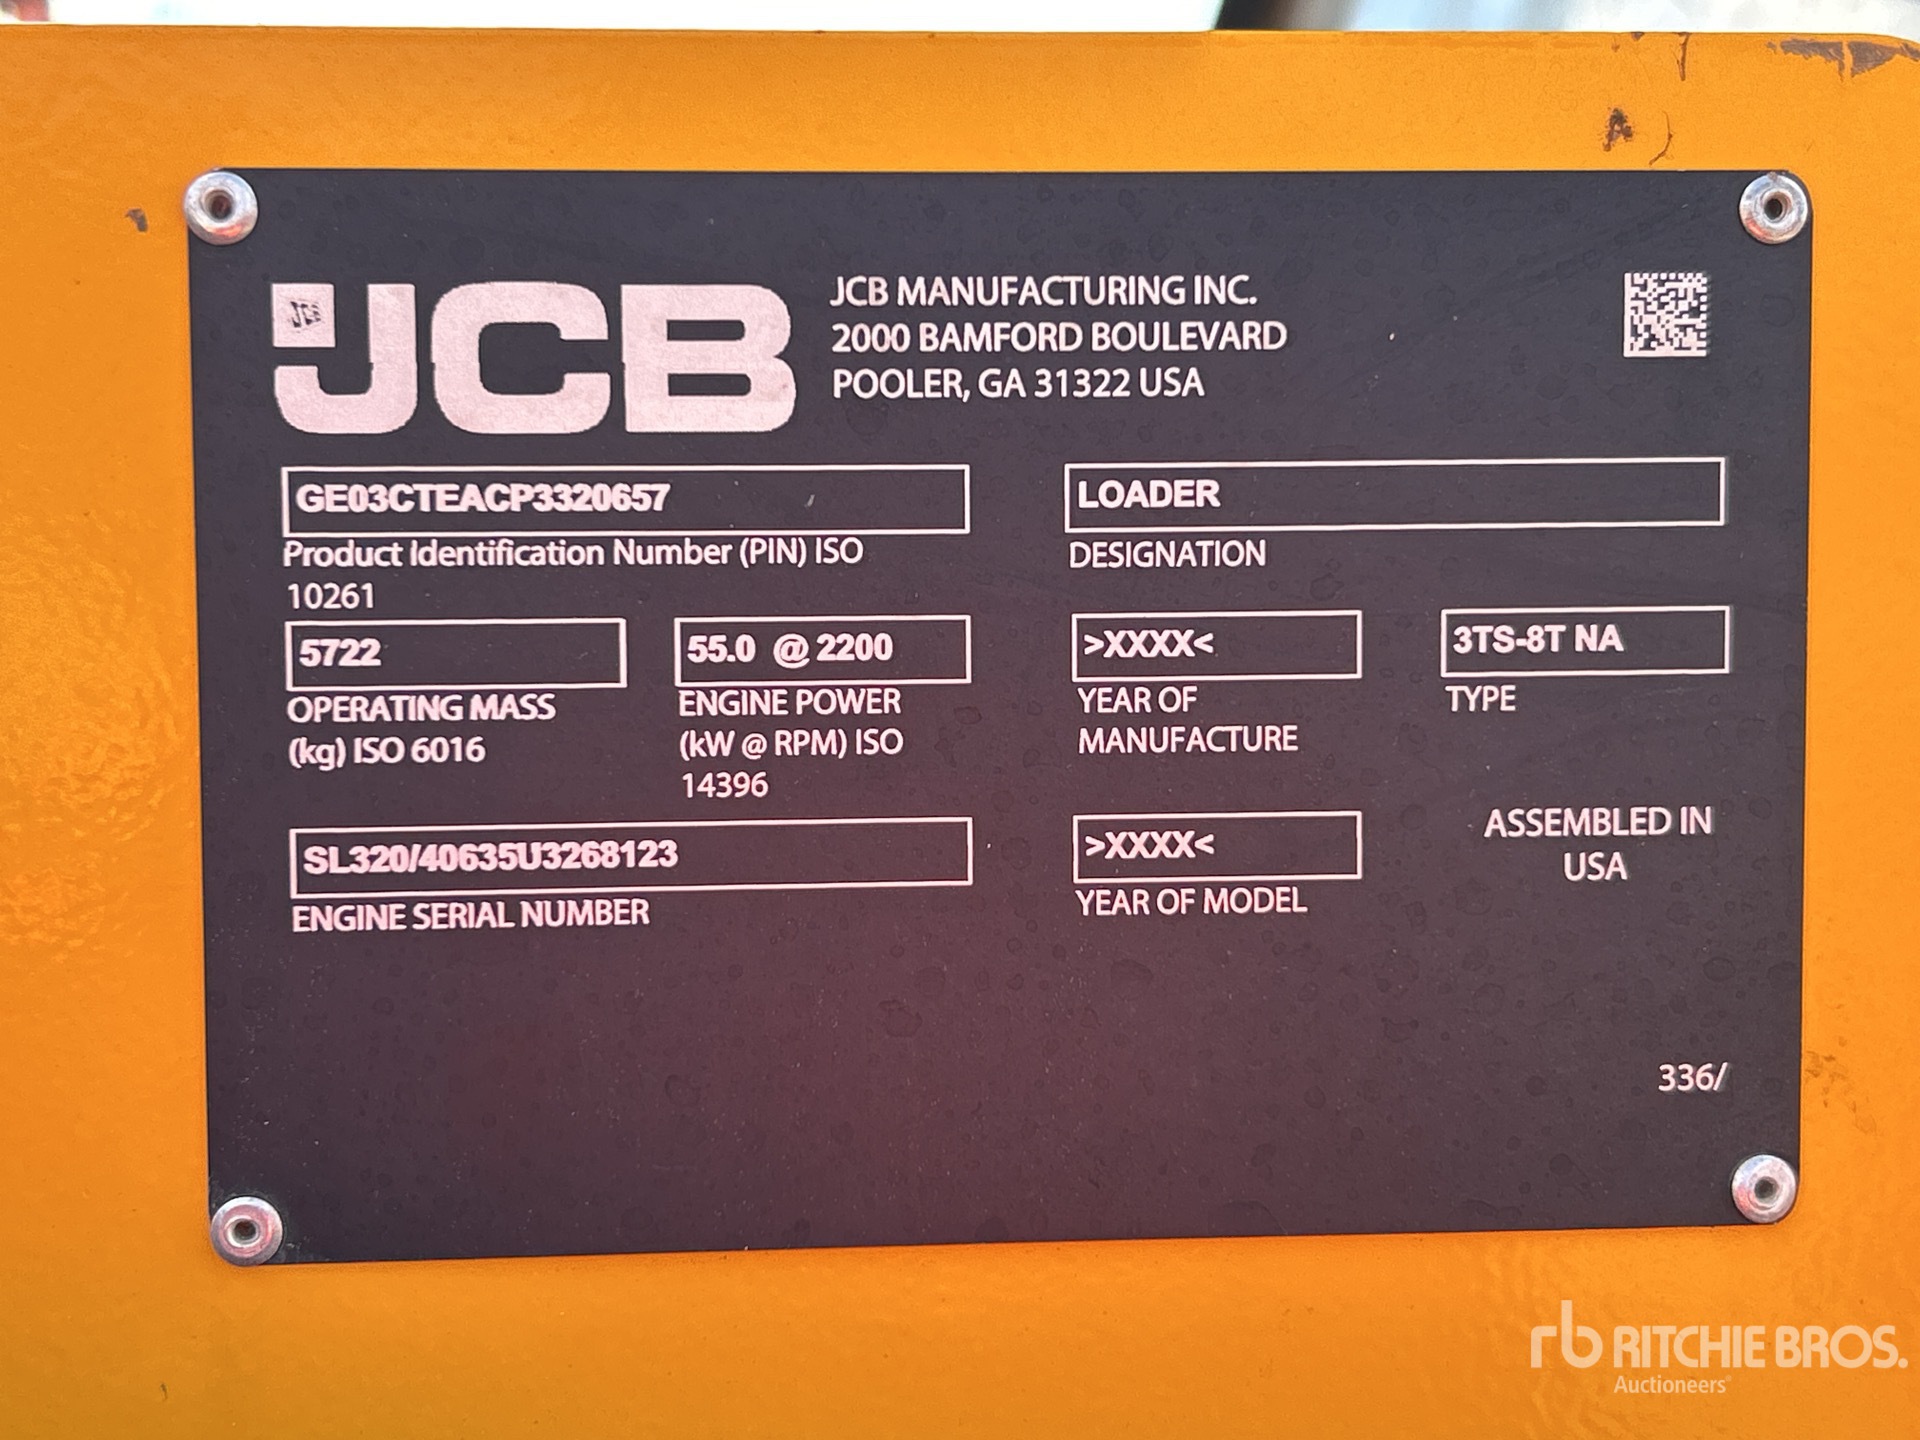 JCB
JCB
JCB MANUFACTURING INC.
2000 BAMFORD BOULEVARD
POOLER, GA 31322 USA
GE03CTEACP3320657
Product Identification Number (PIN) ISO
10261
LOADER
DESIGNATION
5722
OPERATING MASS
(kg) ISO 6016
55.0 @ 2200
ENGINE POWER
(kW @ RPM) ISO
14396
>XXXX<
YEAR OF
MANUFACTURE
3TS-8T NA
TYPE
SL320/40635U3268123
ENGINE SERIAL NUMBER
>XXXX<
YEAR OF MODEL
ASSEMBLED IN
USA
336/
rb RITCHIE BROS.
Auctioneers